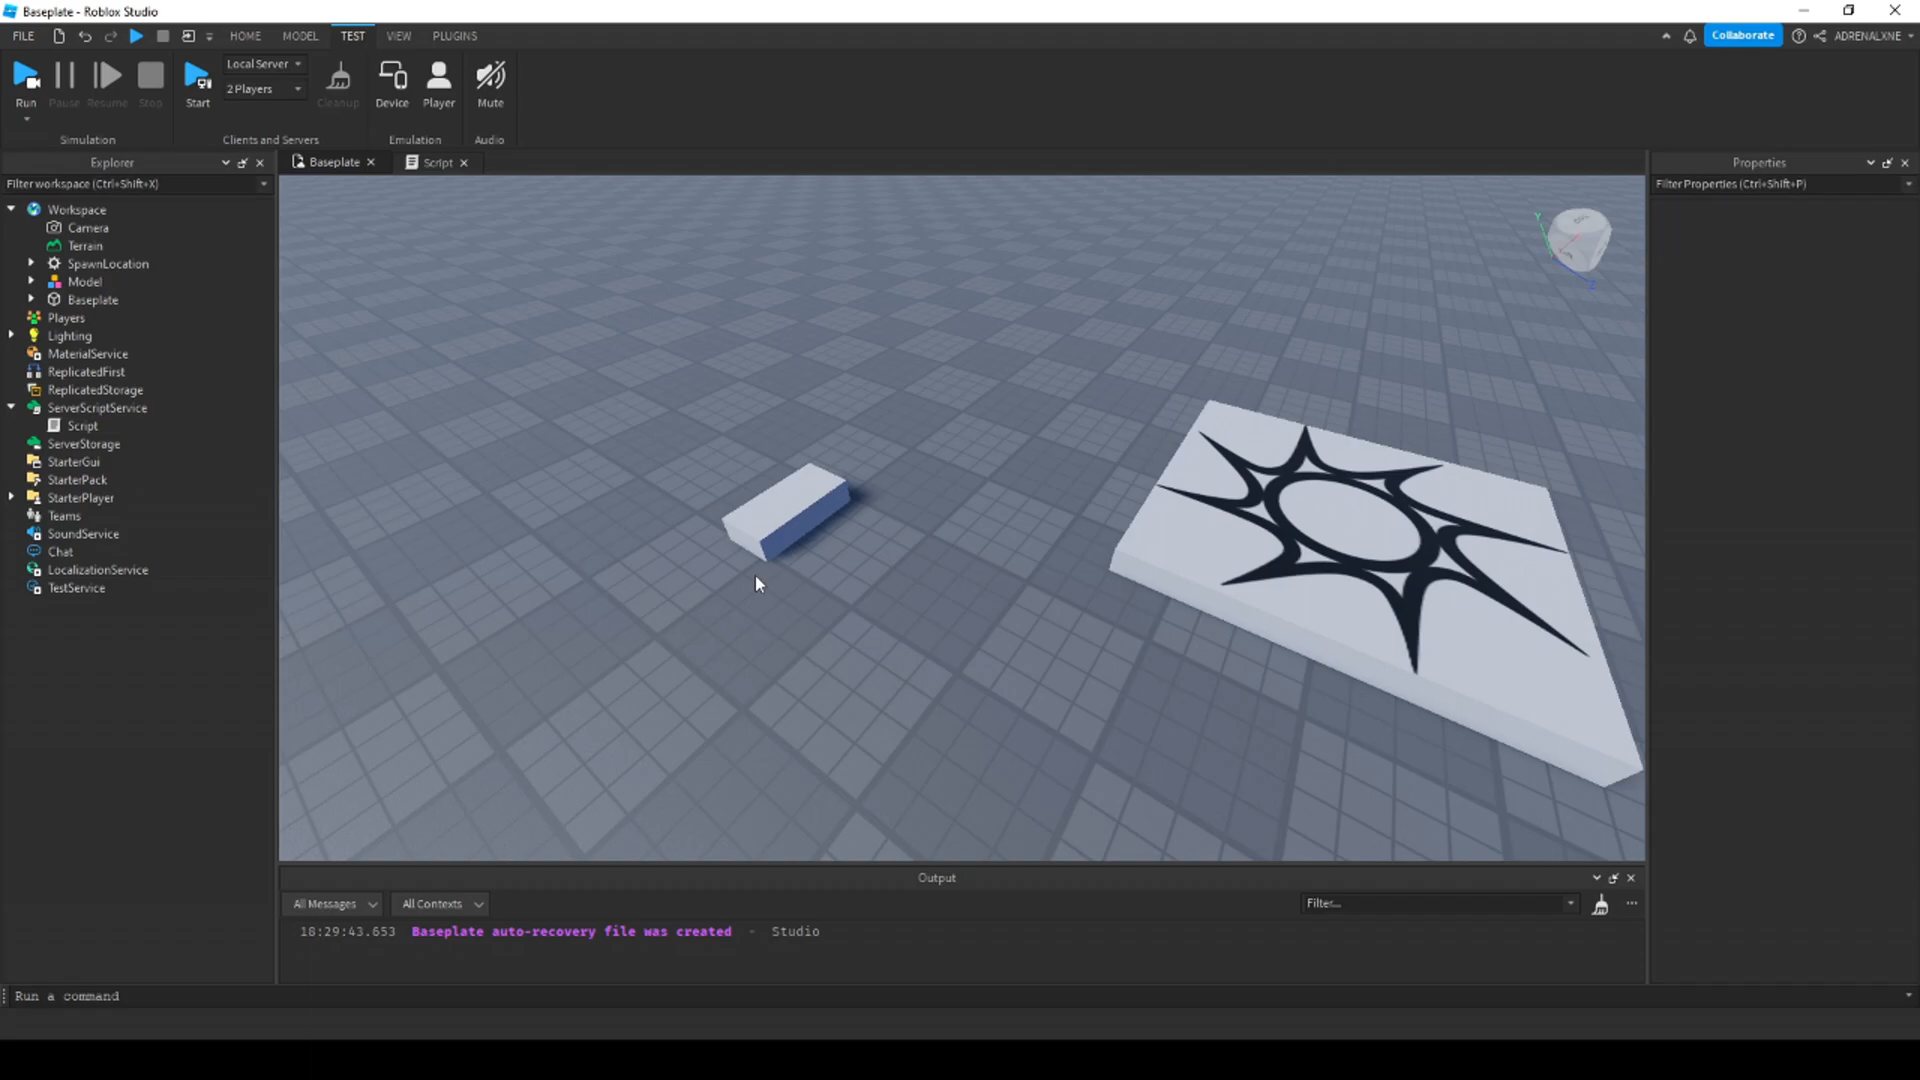 Baseplate - Roblox Studio
FILE HOME MODEL TEST VIEW PLUGINS Collaborate ADRENALXNE
Run Pause Resume Stop Start Local Server 2 Players Cleanup Device Player Mute
Simulation Clients and Servers Emulation Audio
Explorer
Filter workspace (Ctrl+Shift+X)
Workspace
Camera
Terrain
SpawnLocation
Model
Baseplate
Players
Lighting
MaterialService
ReplicatedFirst
ReplicatedStorage
ServerScriptService
Script
ServerStorage
StarterGui
StarterPack
StarterPlayer
Teams
SoundService
Chat
LocalizationService
TestService
Baseplate Script
Y
Z
Properties
Filter Properties (Ctrl+Shift+P)
Output
All Messages All Contexts Filter...
18:29:43.653 Baseplate auto-recovery file was created - Studio
Run a command